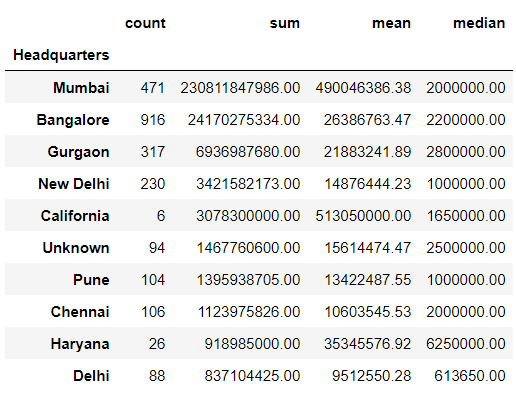 count sum mean median
Headquarters
Mumbai 471 230811847986.00 490046386.38 2000000.00
Bangalore 916 24170275334.00 26386763.47 2200000.00
Gurgaon 317 6936987680.00 21883241.89 2800000.00
New Delhi 230 3421582173.00 14876444.23 1000000.00
California 6 3078300000.00 513050000.00 1650000.00
Unknown 94 1467760600.00 15614474.47 2500000.00
Pune 104 1395938705.00 13422487.55 1000000.00
Chennai 106 1123975826.00 10603545.53 2000000.00
Haryana 26 918985000.00 35345576.92 6250000.00
Delhi 88 837104425.00 9512550.28 613650.00